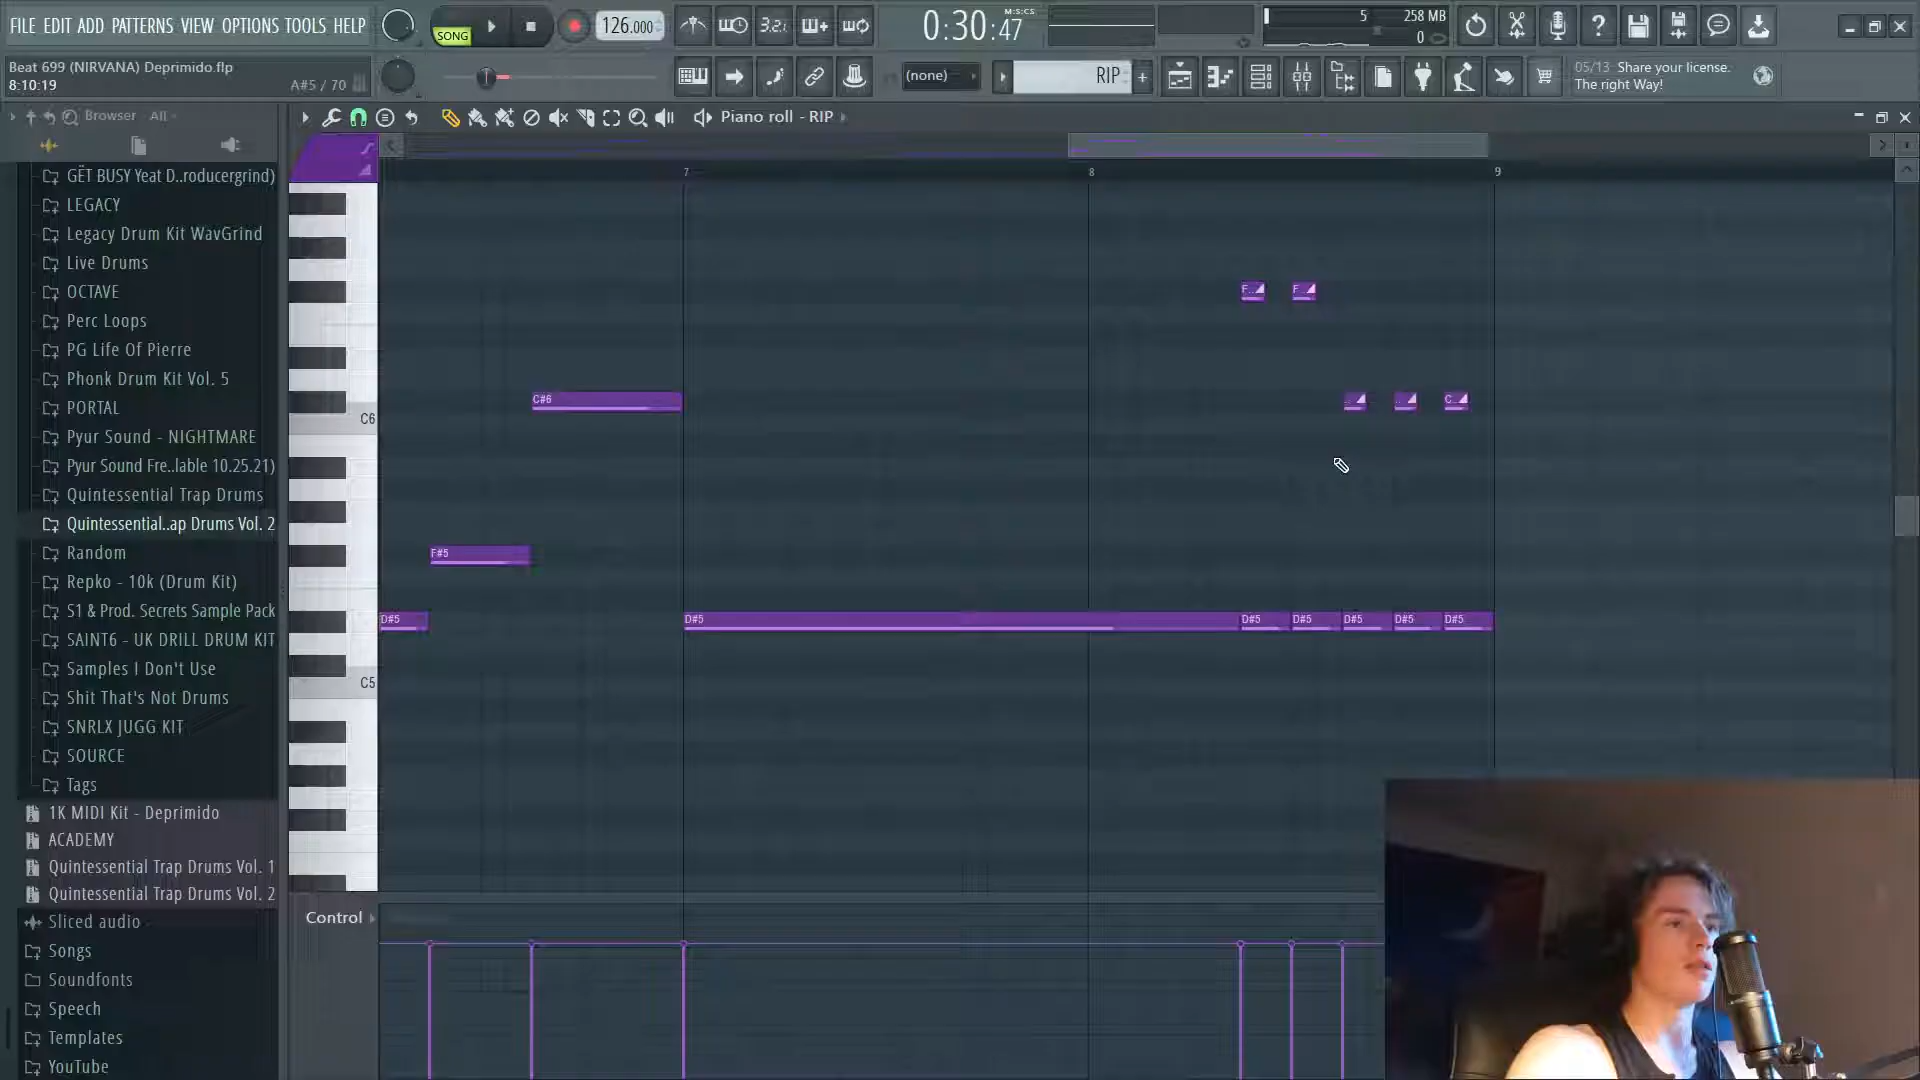 FILE EDIT ADD PATTERNS VIEW OPTIONS TOOLS HELP
SONG
126.000
3.2.
0:30:47
M:S:CS
5
258 MB
0
Beat 699 (NIRVANA) Deprimido.flp
8:10:19
A#5 / 70
(none)
RIP
05/13 Share your license.
The right Way!
Browser
All
Piano roll - RIP
7
8
9
GËT BUSY Yeat D..roducergrind)
LEGACY
Legacy Drum Kit WavGrind
Live Drums
OCTAVE
Perc Loops
PG Life Of Pierre
Phonk Drum Kit Vol. 5
PORTAL
Pyur Sound - NIGHTMARE
Pyur Sound Fre..lable 10.25.21)
Quintessential Trap Drums
Quintessential..ap Drums Vol. 2
Random
Repko - 10k (Drum Kit)
S1 & Prod. Secrets Sample Pack
SAINT6 - UK DRILL DRUM KIT
Samples I Don't Use
Shit That's Not Drums
SNRLX JUGG KIT
SOURCE
Tags
1K MIDI Kit - Deprimido
ACADEMY
Quintessential Trap Drums Vol. 1
Quintessential Trap Drums Vol. 2
Sliced audio
Songs
Soundfonts
Speech
Templates
YouTube
F.. F..
C#6
.. .. C..
C6
F#5
D#5 D#5 D#5 D#5 D#5 D#5 D#5
C5
Control